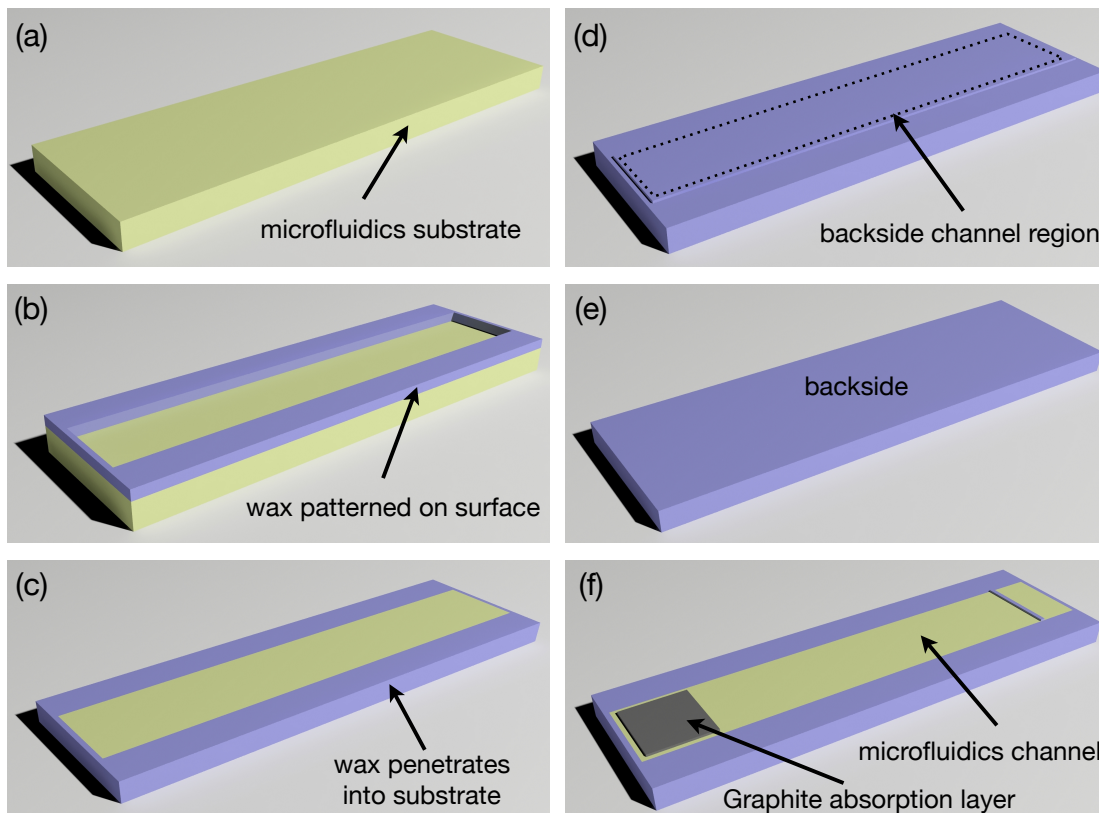 (a)
microfluidics substrate
(b)
wax patterned on surface
(c)
wax penetrates
into substrate
(d)
backside channel region
(e)
backside
(f)
microfluidics channel
Graphite absorption layer